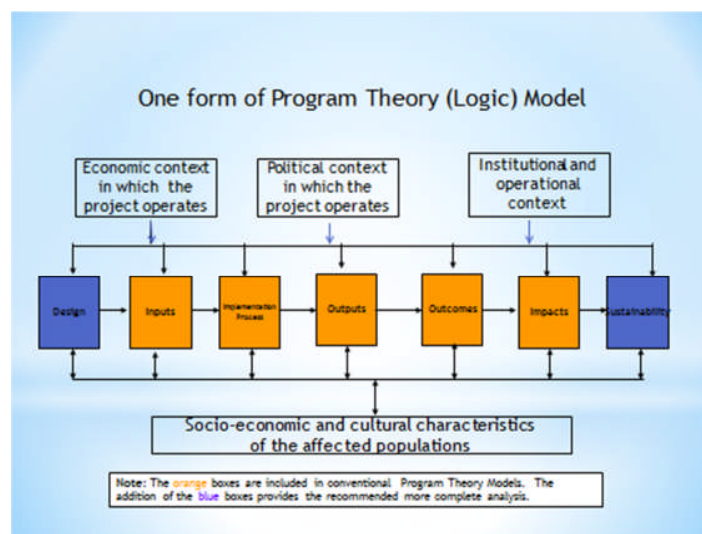 One form of Program Theory (Logic) Model
Economic context
in which the
project operates
Political context
in which the
project operates
Institutional and
operational
context
Design
Inputs
Implementation
Process
Outputs
Outcomes
Impacts
Sustainability
Socio-economic and cultural characteristics
of the affected populations
Note: The orange boxes are included in conventional Program Theory Models. The
addition of the blue boxes provides the recommended more complete analysis.